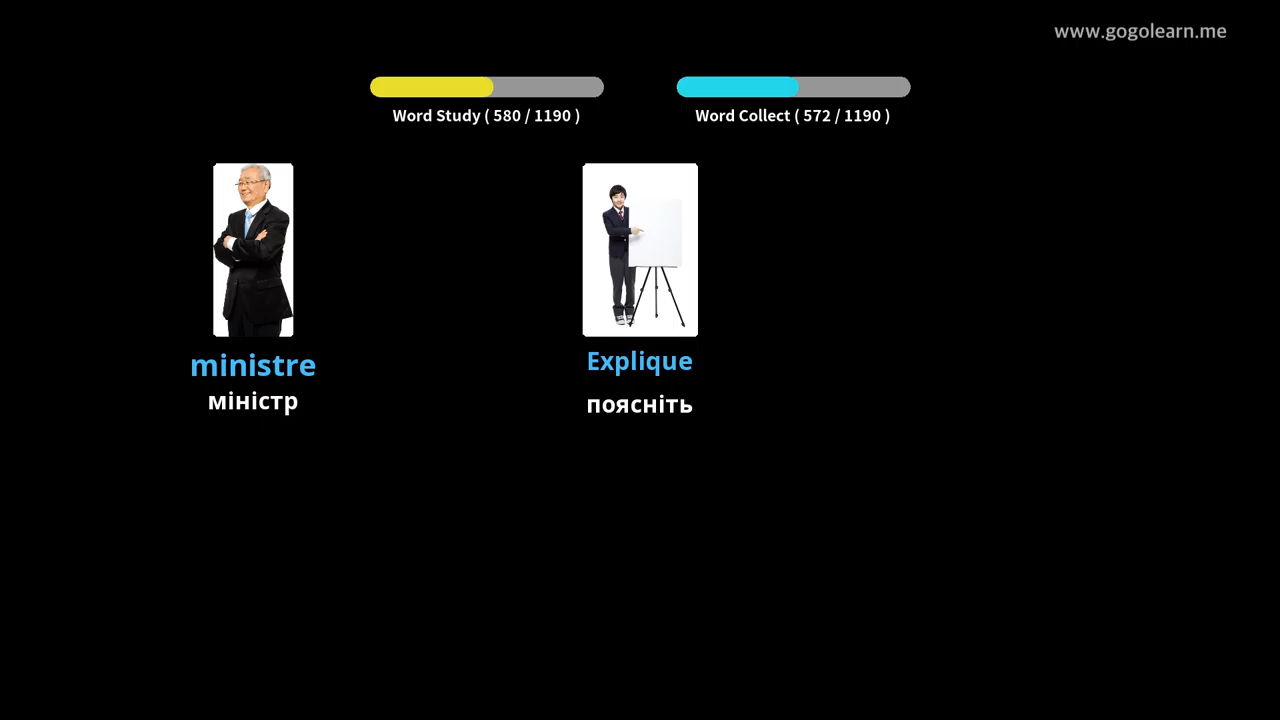 www.gogolearn.me
Word Study ( 580 / 1190 )
Word Collect ( 572 / 1190 )
ministre
міністр
Explique
поясніть